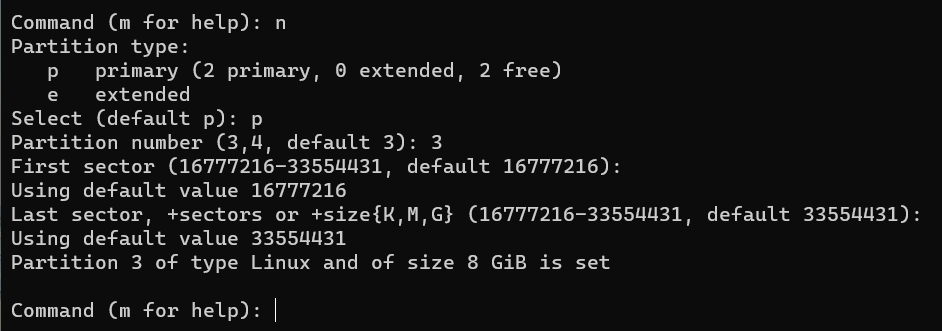 Command (m for help): n
Partition type:
   p   primary (2 primary, 0 extended, 2 free)
   e   extended
Select (default p): p
Partition number (3,4, default 3): 3
First sector (16777216-33554431, default 16777216):
Using default value 16777216
Last sector, +sectors or +size{K,M,G} (16777216-33554431, default 33554431):
Using default value 33554431
Partition 3 of type Linux and of size 8 GiB is set
Command (m for help):